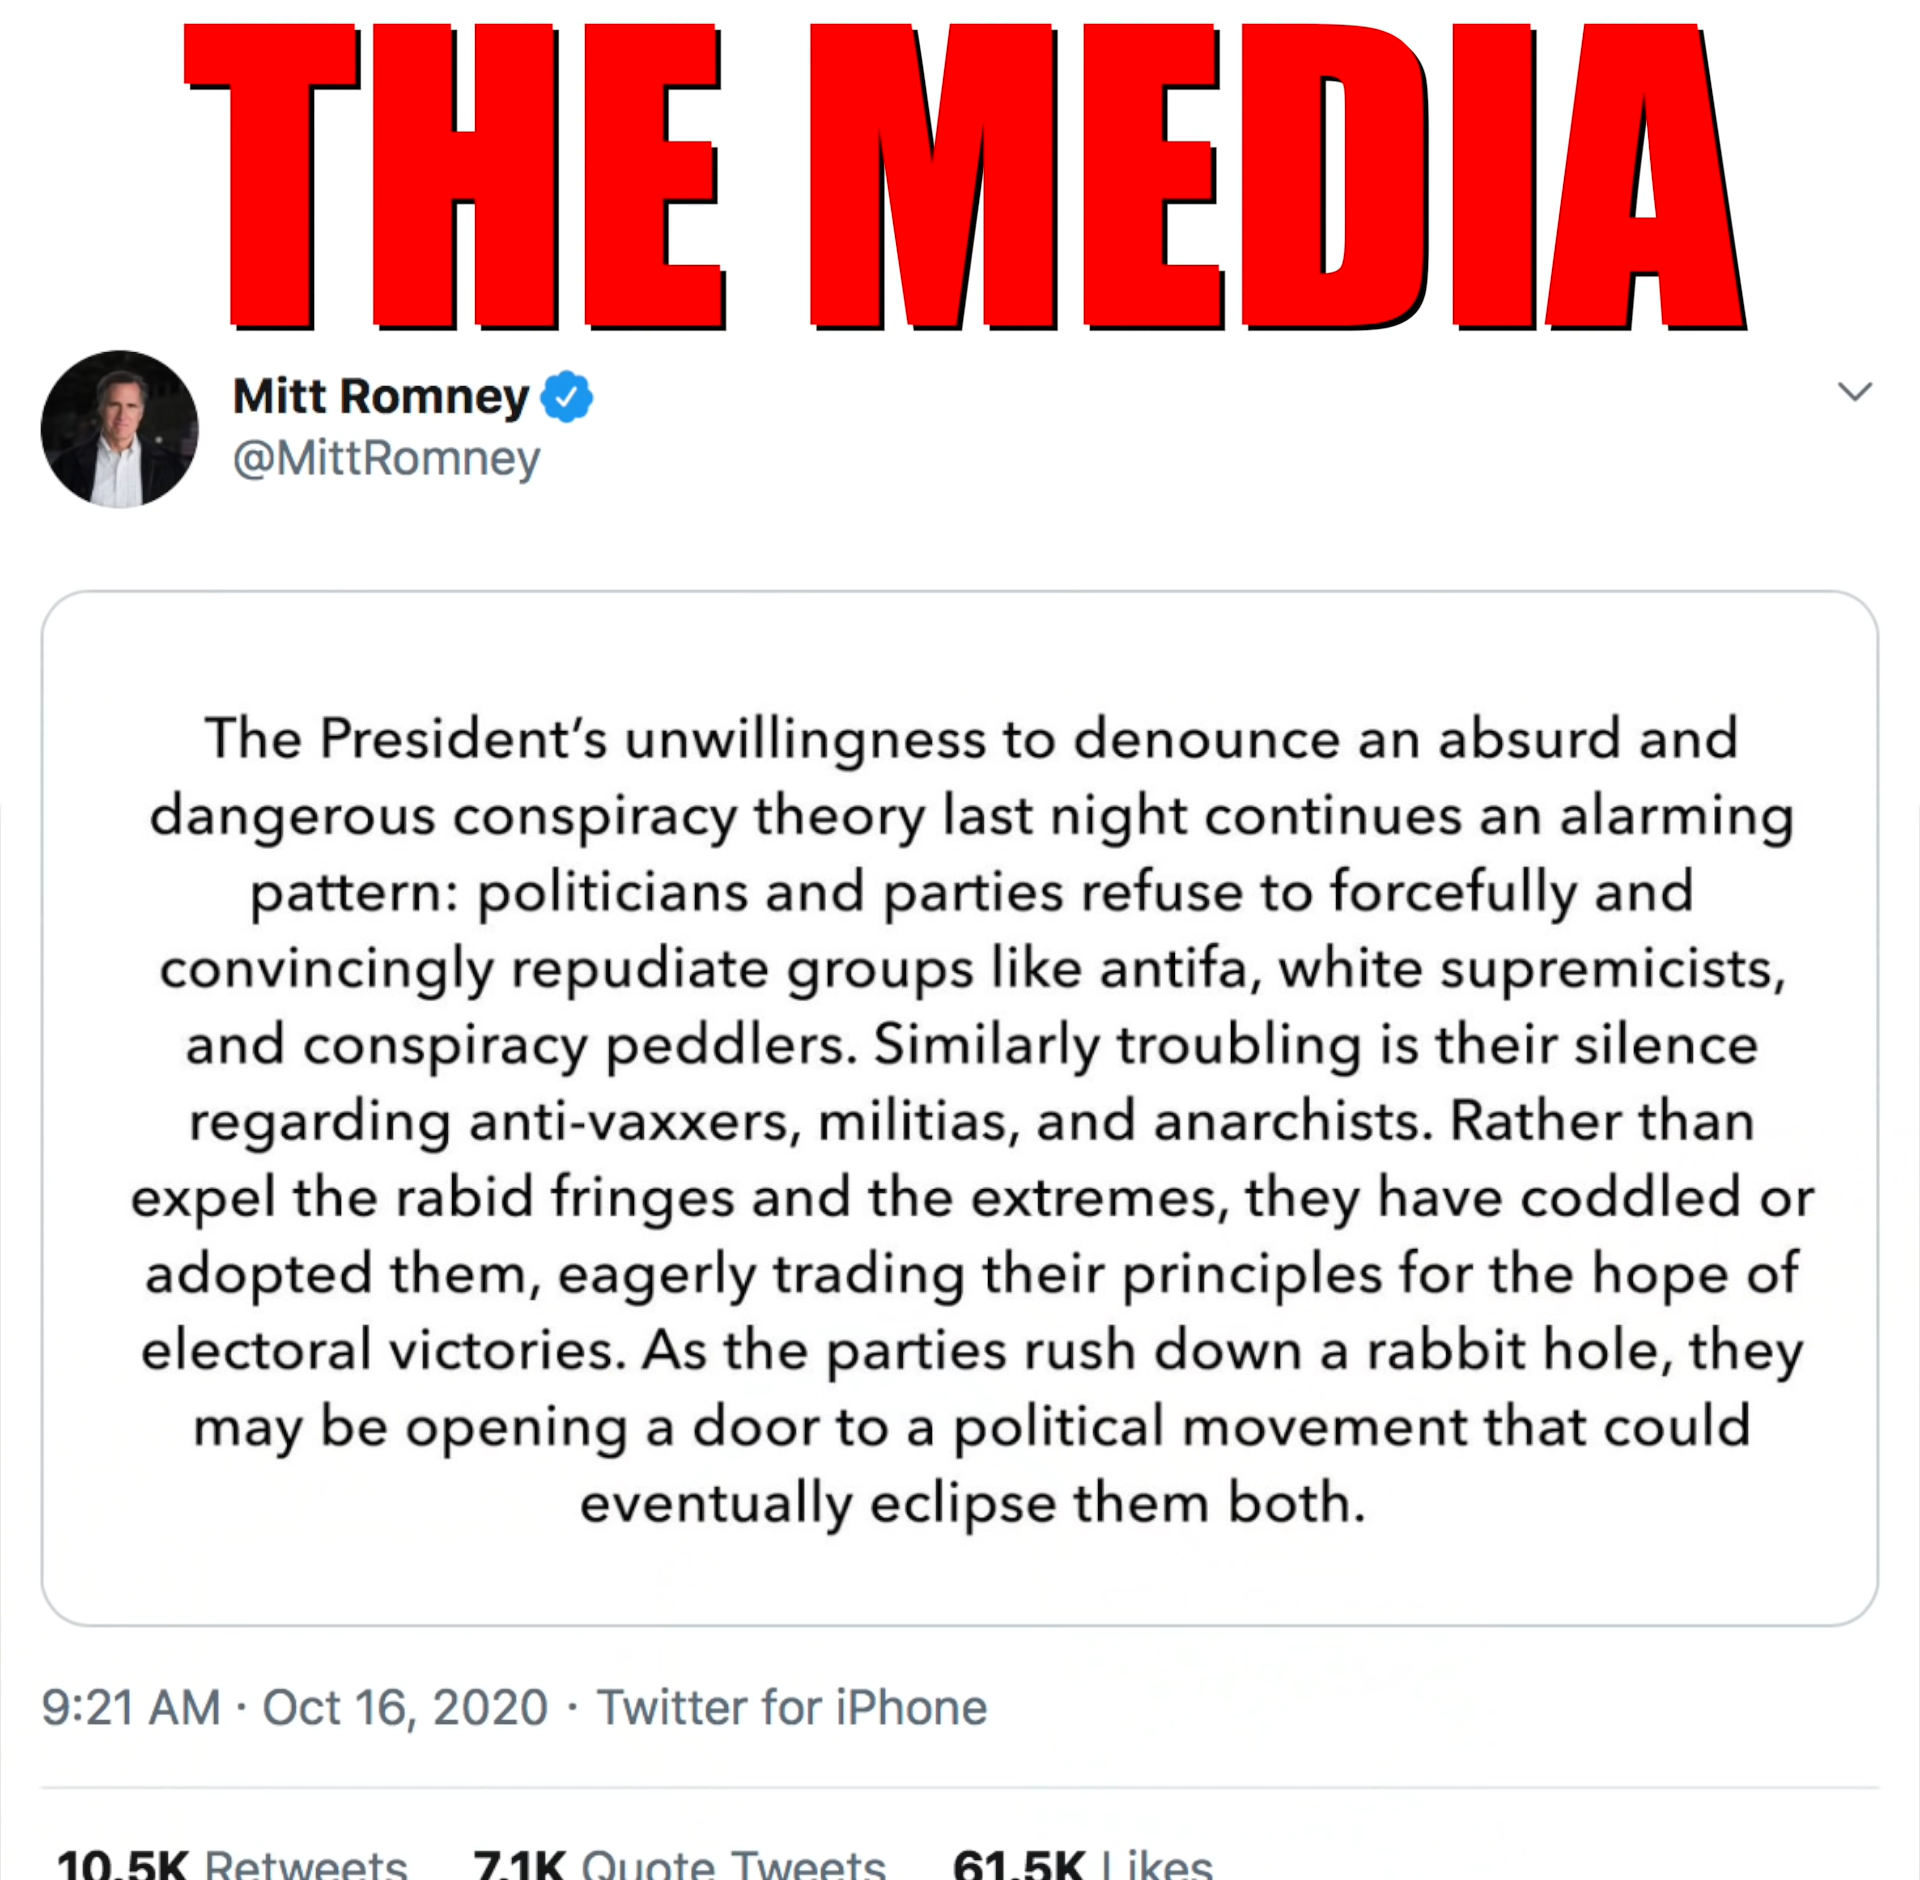 THE MEDIA
Mitt Romney
@MittRomney
The President’s unwillingness to denounce an absurd and
dangerous conspiracy theory last night continues an alarming
pattern: politicians and parties refuse to forcefully and
convincingly repudiate groups like antifa, white supremicists,
and conspiracy peddlers. Similarly troubling is their silence
regarding anti-vaxxers, militias, and anarchists. Rather than
expel the rabid fringes and the extremes, they have coddled or
adopted them, eagerly trading their principles for the hope of
electoral victories. As the parties rush down a rabbit hole, they
may be opening a door to a political movement that could
eventually eclipse them both.
9:21 AM · Oct 16, 2020 · Twitter for iPhone
10.5K Retweets 7.1K Quote Tweets 61.5K Likes